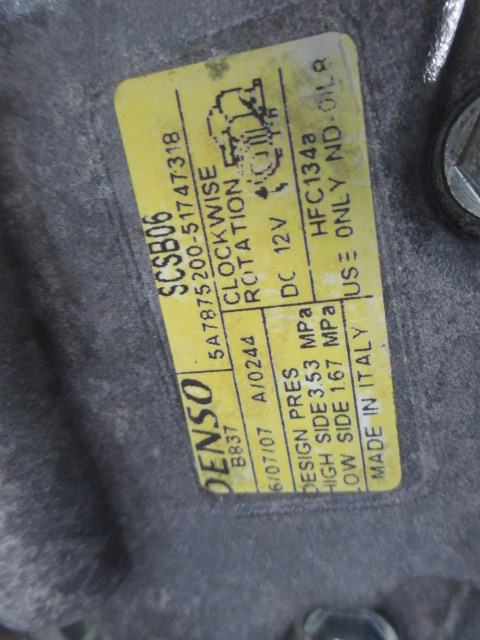 DENSO SCSB06
B837 5A7875200-51747318
A/0244 CLOCKWISE
ROTATION
6/07/07 DC 12V
DESIGN PRES HFC134a
HIGH SIDE 3.53 MPa USE ONLY ND-OIL 8
LOW SIDE 1.67 MPa
MADE IN ITALY